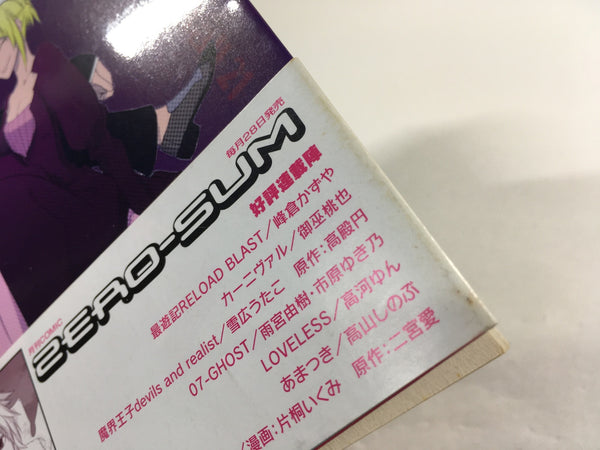 毎月28日発売
月刊COMIC
ZERO-SUM
好評連載陣
最遊記RELOAD BLAST/峰倉かずや
カーニヴァル/御巫桃也
魔界王子devils and realist/雪広うたこ 原作:高殿円
07-GHOST/雨宮由樹・市原ゆき乃
LOVELESS/高河ゆん
あまつき/高山しのぶ
/漫画:片桐いくみ 原作:二宮愛